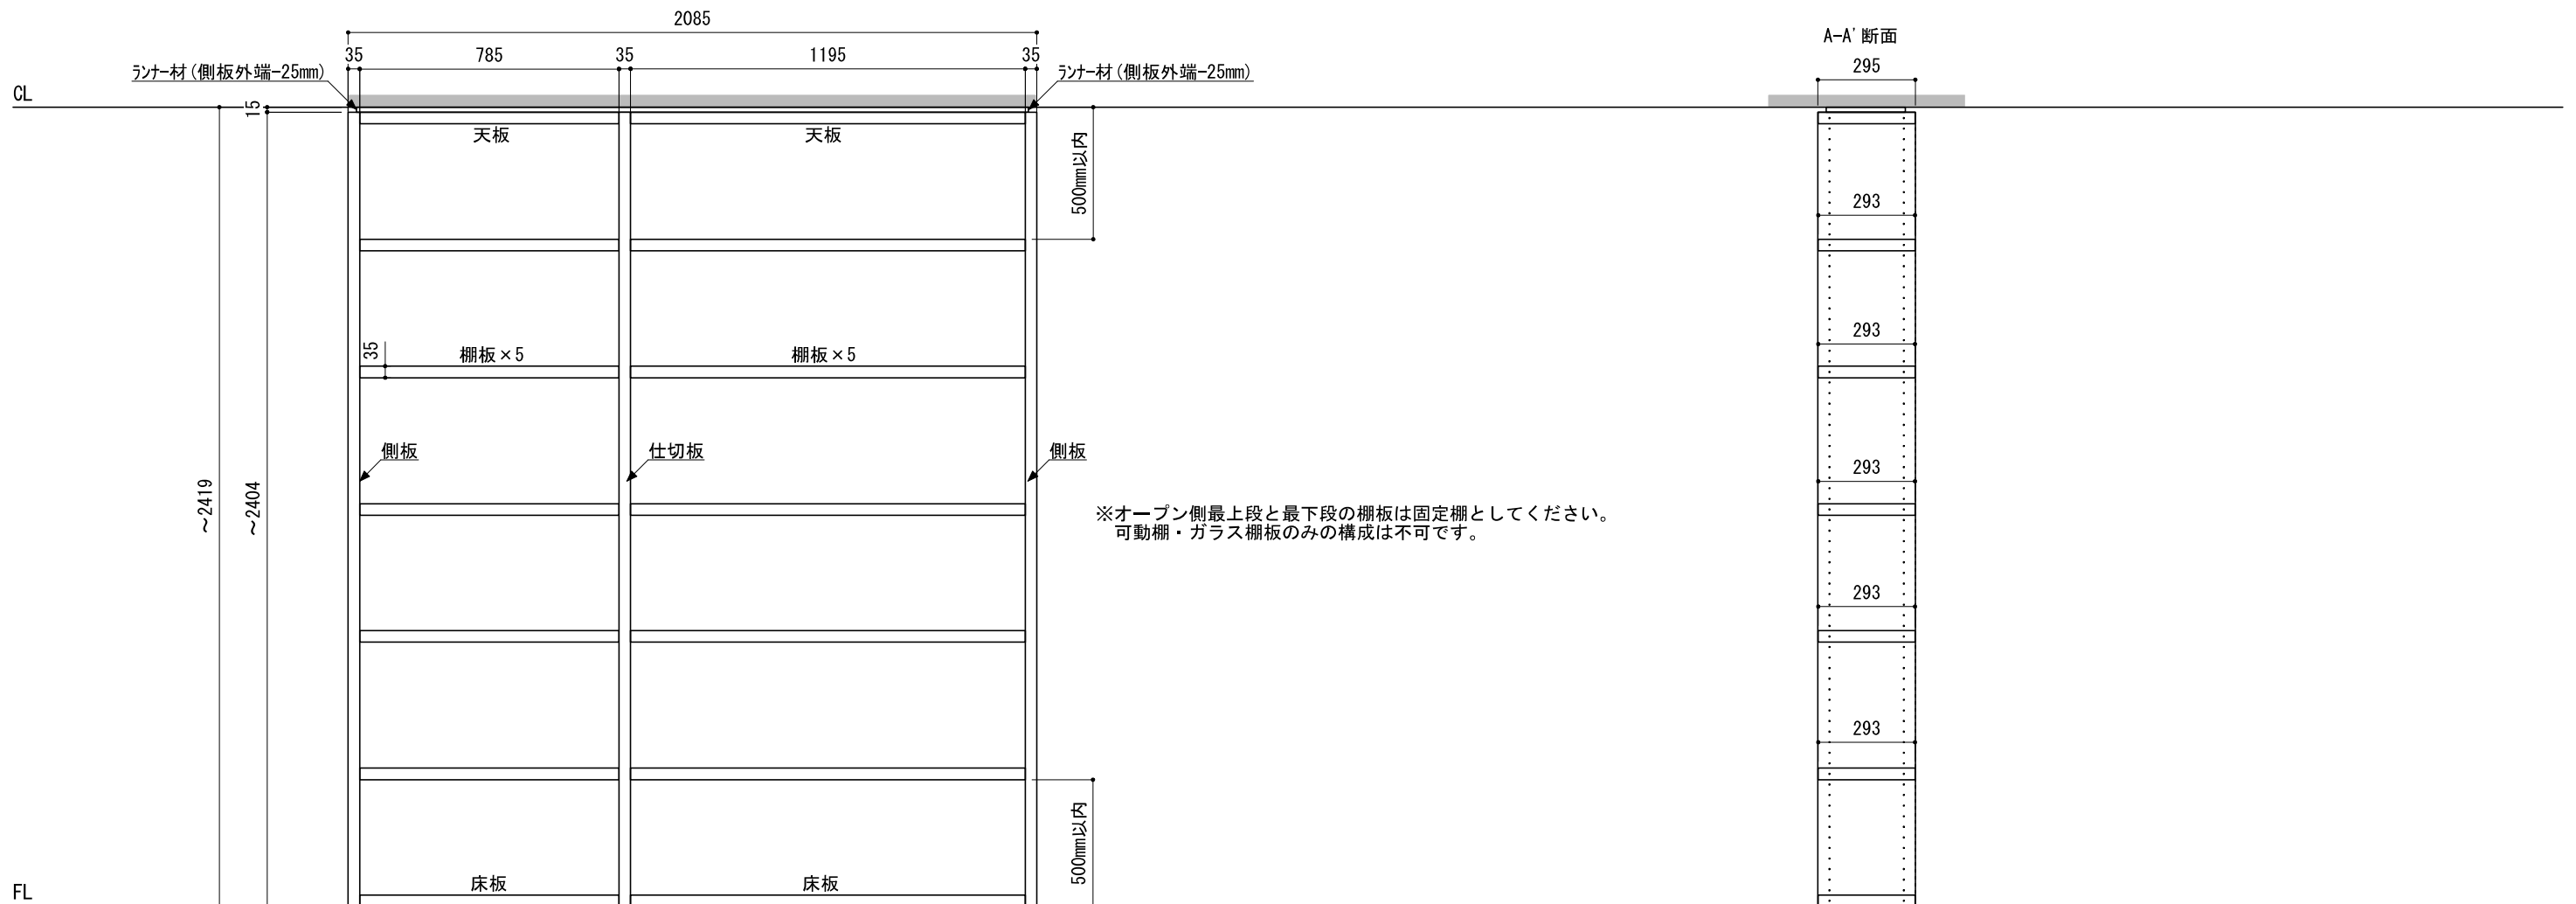 2085
A-A' 断面
35 785 35 1195 35
295
ﾗﾝﾅｰ材(側板外端-25mm)
ﾗﾝﾅｰ材(側板外端-25mm)
CL
15
天板
天板
500mm以内
293
293
35
棚板×5
棚板×5
側板
仕切板
側板
293
~2419
~2404
※オープン側最上段と最下段の棚板は固定棚としてください。
可動棚・ガラス棚板のみの構成は不可です。
293
293
500mm以内
床板
床板
FL